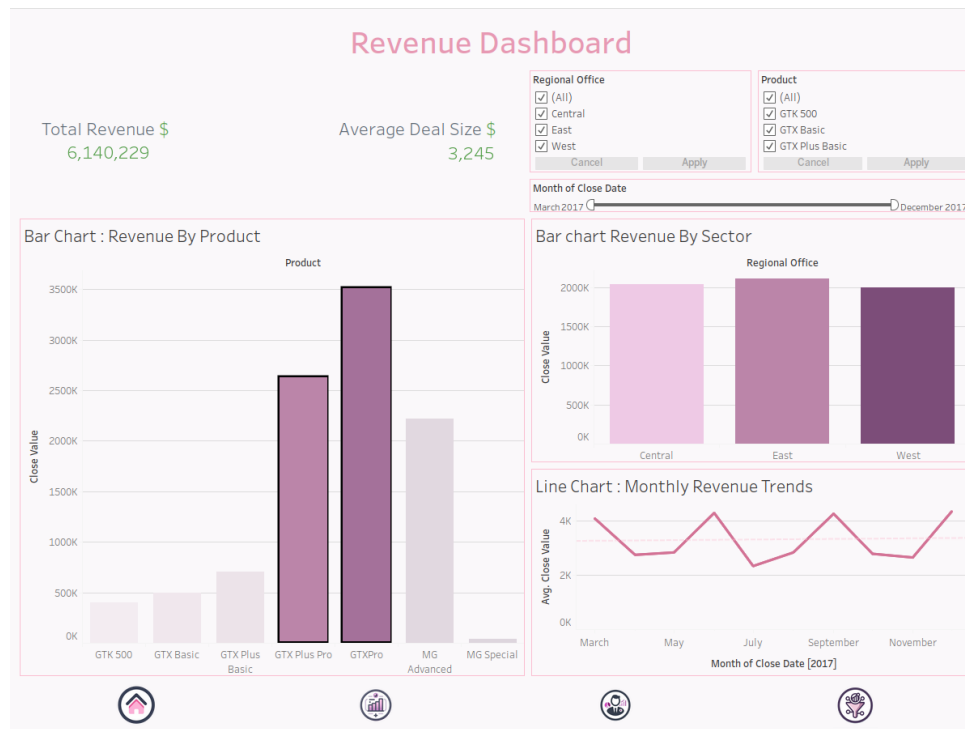 Revenue Dashboard
Total Revenue $
6,140,229
Average Deal Size $
3,245
Regional Office
(All)
Central
East
West
Cancel Apply
Product
(All)
GTK 500
GTX Basic
GTX Plus Basic
Cancel Apply
Month of Close Date
March 2017 December 2017
Bar Chart : Revenue By Product
Product
Close Value
3500K
3000K
2500K
2000K
1500K
1000K
500K
0K
GTK 500 GTX Basic GTX Plus Basic GTX Plus Pro GTXPro MG Advanced MG Special
Bar chart Revenue By Sector
Regional Office
Close Value
2000K
1500K
1000K
500K
0K
Central East West
Line Chart : Monthly Revenue Trends
Avg. Close Value
4K
2K
0K
March May July September November
Month of Close Date [2017]